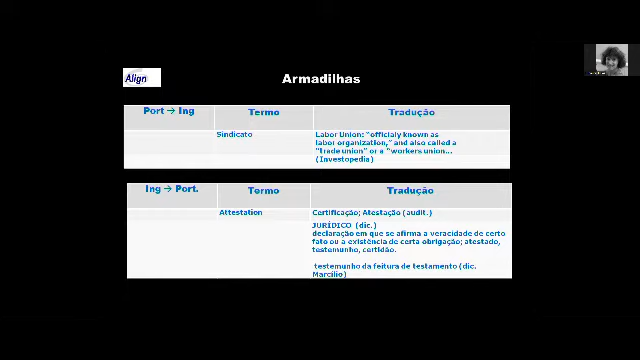 Align
Armadilhas
Port → Ing
Termo
Tradução
Sindicato
Labor Union: "officialy known as
labor organization," and also called a
"trade union" or a "workers union...
(Investopedia)
Ing → Port.
Termo
Tradução
Attestation
Certificação; Atestação (audit.)
JURÍDICO (dic.)
declaração em que se afirma a veracidade de certo
fato ou a existência de certa obrigação; atestado,
testemunho, certidão.
testemunho da feitura de testamento (dic.
Marcílio)